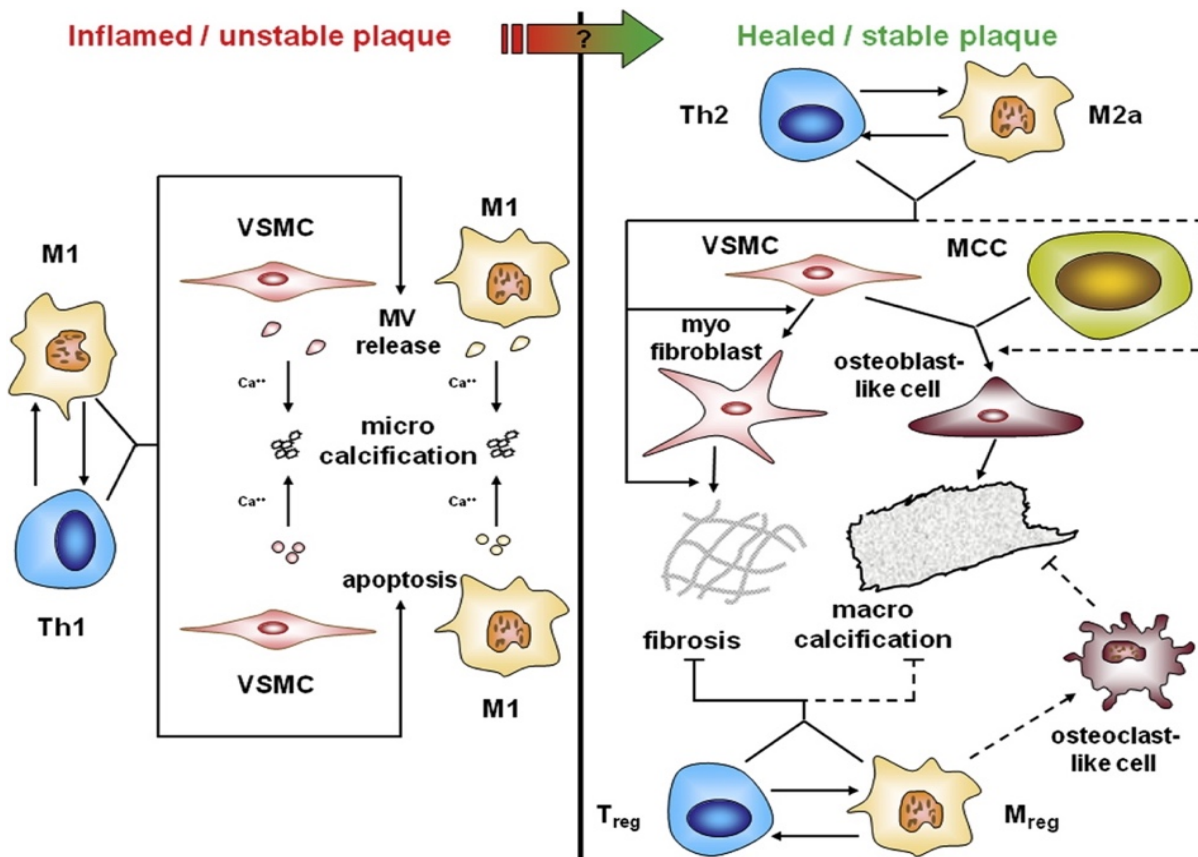 Inflamed / unstable plaque
?
Healed / stable plaque
M1
Th1
VSMC
M1
MV
release
Ca++
Ca++
micro
calcification
Ca++
Ca++
apoptosis
VSMC
M1
Th2
M2a
VSMC
MCC
myo
fibroblast
osteoblast-
like cell
fibrosis
macro
calcification
osteoclast-
like cell
Treg
Mreg